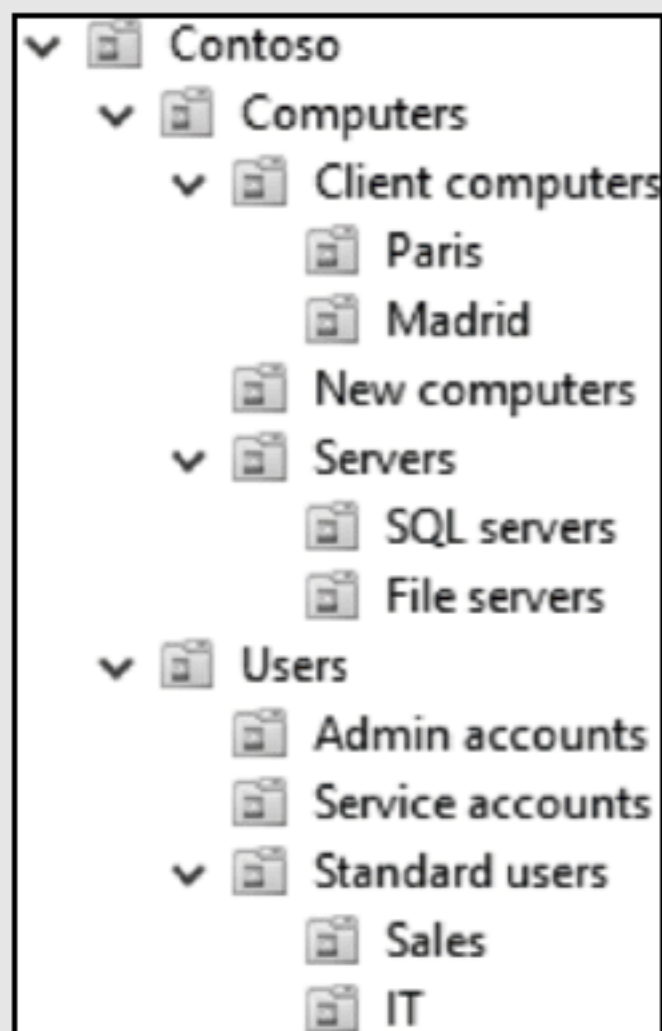 Contoso
Computers
Client computers
Paris
Madrid
New computers
Servers
SQL servers
File servers
Users
Admin accounts
Service accounts
Standard users
Sales
IT